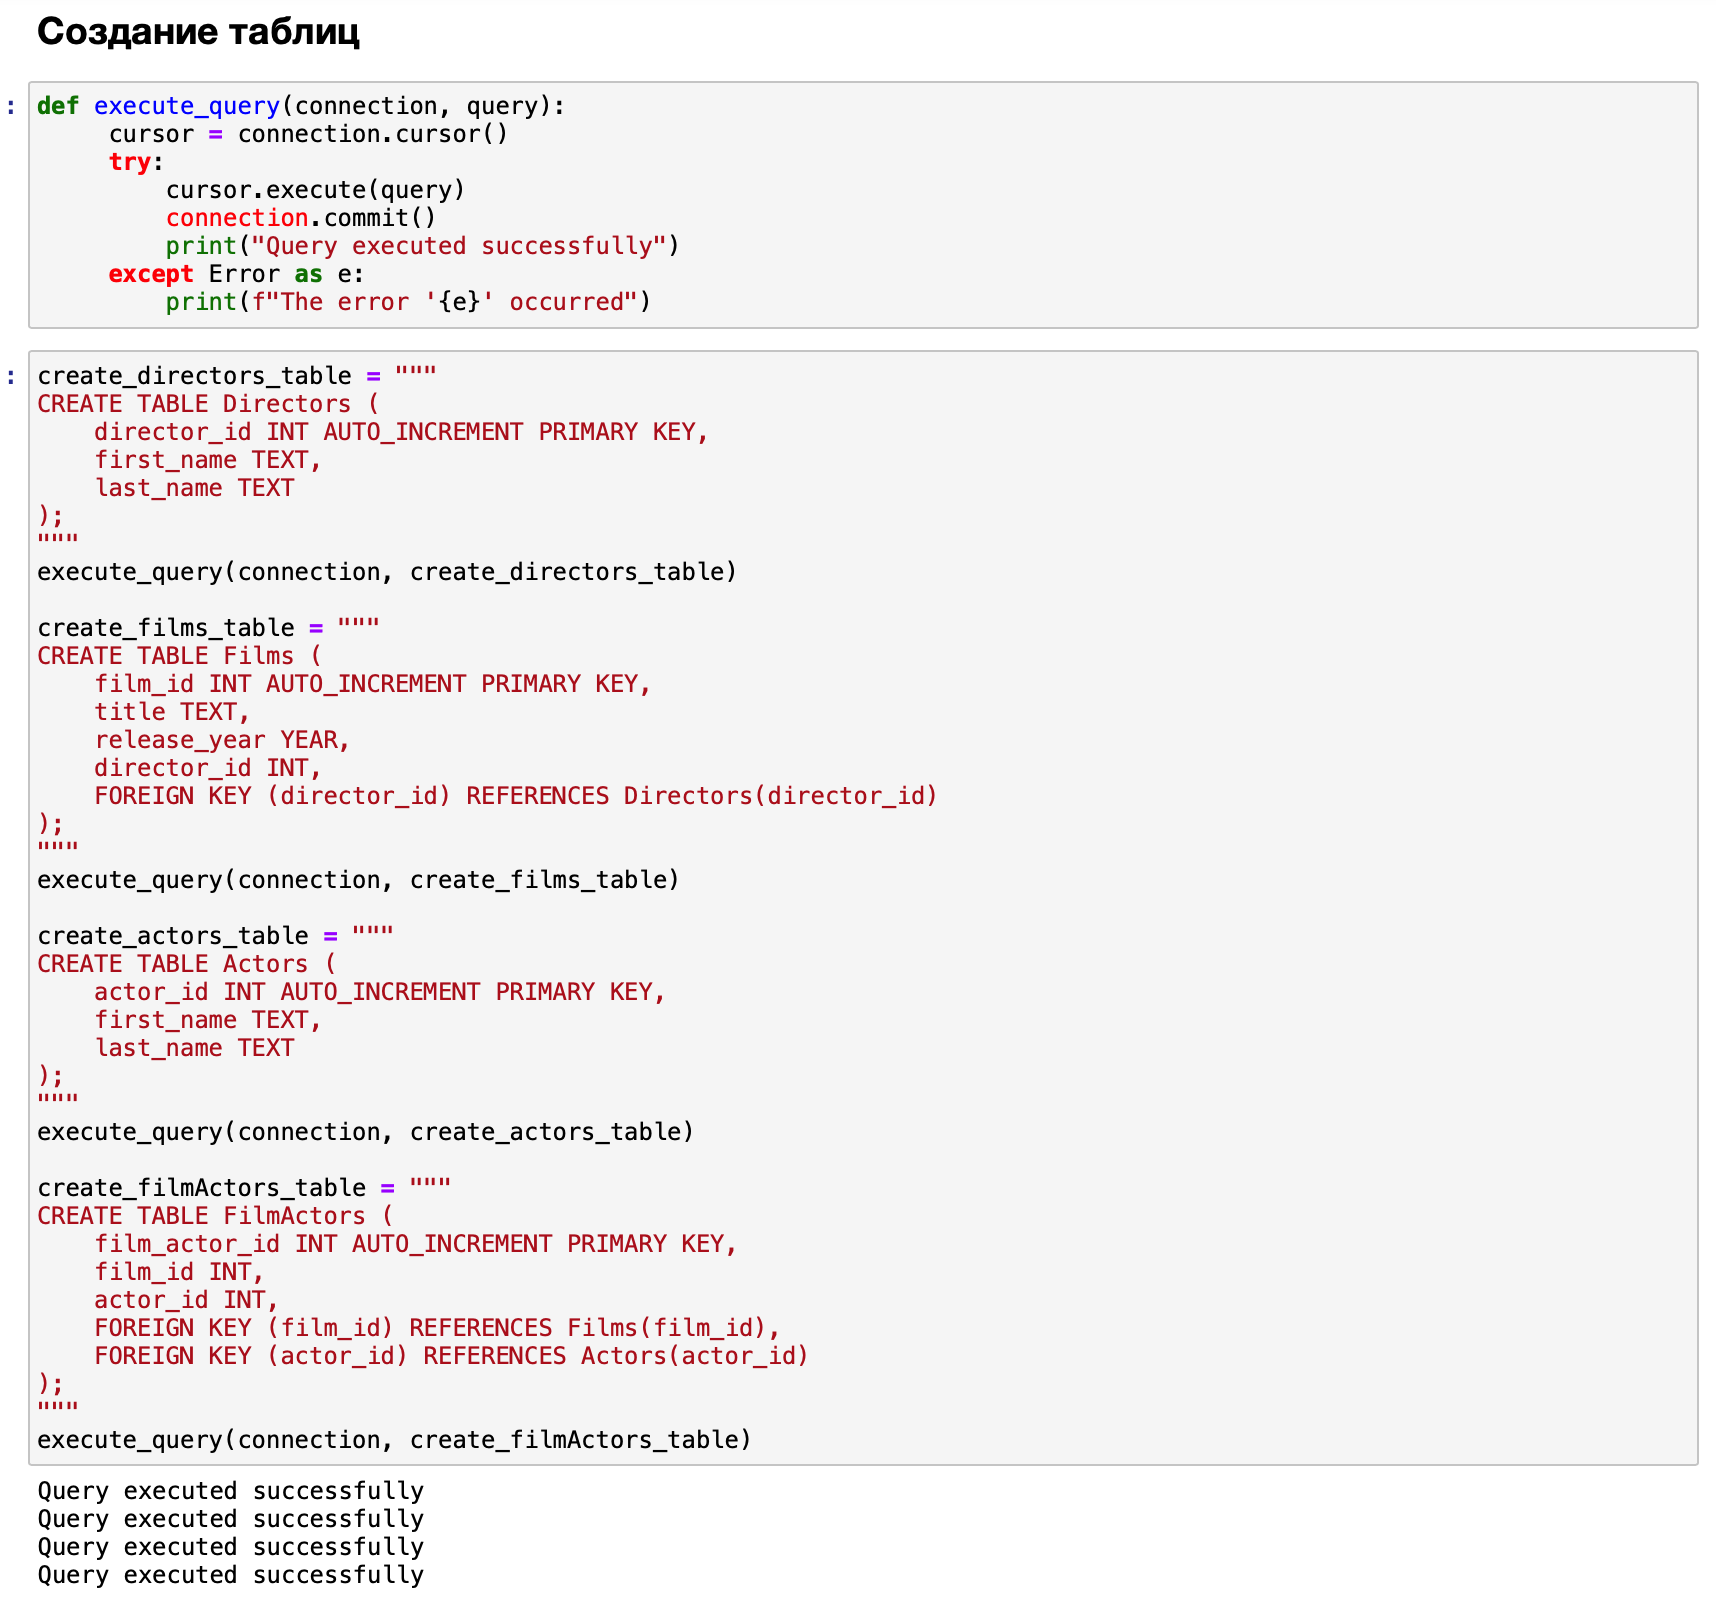 Создание таблиц
: def execute_query(connection, query):
     cursor = connection.cursor()
     try:
         cursor.execute(query)
         connection.commit()
         print("Query executed successfully")
     except Error as e:
         print(f"The error '{e}' occurred")
: create_directors_table = """
CREATE TABLE Directors (
    director_id INT AUTO_INCREMENT PRIMARY KEY,
    first_name TEXT,
    last_name TEXT
);
"""
execute_query(connection, create_directors_table)
create_films_table = """
CREATE TABLE Films (
    film_id INT AUTO_INCREMENT PRIMARY KEY,
    title TEXT,
    release_year YEAR,
    director_id INT,
    FOREIGN KEY (director_id) REFERENCES Directors(director_id)
);
"""
execute_query(connection, create_films_table)
create_actors_table = """
CREATE TABLE Actors (
    actor_id INT AUTO_INCREMENT PRIMARY KEY,
    first_name TEXT,
    last_name TEXT
);
"""
execute_query(connection, create_actors_table)
create_filmActors_table = """
CREATE TABLE FilmActors (
    film_actor_id INT AUTO_INCREMENT PRIMARY KEY,
    film_id INT,
    actor_id INT,
    FOREIGN KEY (film_id) REFERENCES Films(film_id),
    FOREIGN KEY (actor_id) REFERENCES Actors(actor_id)
);
"""
execute_query(connection, create_filmActors_table)
Query executed successfully
Query executed successfully
Query executed successfully
Query executed successfully